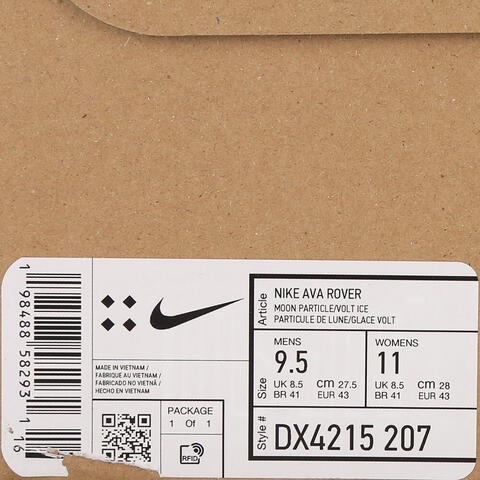 1 98488 58293 1 16
MADE IN VIETNAM /
FABRIQUE AU VIETNAM /
FABRICADO NO VIETNÃ /
HECHO EN VIETNAM
PACKAGE
1 Of 1
RFID
Article
NIKE AVA ROVER
MOON PARTICLE/VOLT ICE
PARTICULE DE LUNE/GLACE VOLT
Size
MENS
9.5
UK 8.5 cm 27.5
BR 41 EUR 43
WOMENS
11
UK 8.5 cm 28
BR 41 EUR 43
Style #
DX4215 207